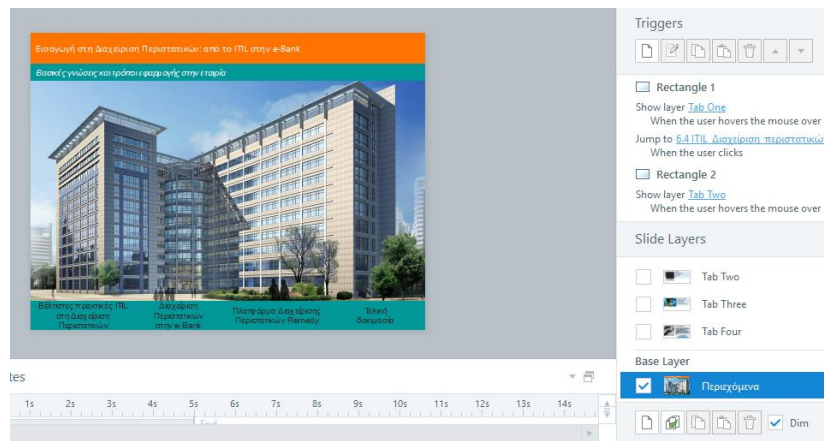 Triggers
Εισαγωγή στη Διαχείριση Περιστατικών: από το ITIL στην e-Bank
Βασικές γνώσεις και τρόποι εφαρμογής στην εταιρία
Rectangle 1
Show layer Tab One
When the user hovers the mouse over
Jump to 6.4 ITIL Διαχείριση περιστατικώ
When the user clicks
Rectangle 2
Show layer Tab Two
When the user hovers the mouse over
Slide Layers
Tab Two
Tab Three
Tab Four
Βέλτιστες πρακτικές ITIL
στη Διαχείριση
Περιστατικών
Διαχείριση
Περιστατικών
στην e-Bank
Πλατφόρμα Διαχείρισης
Περιστατικών Remedy
Τελική
δοκιμασία
Base Layer
Περιεχόμενα
tes
1s 2s 3s 4s 5s 6s 7s 8s 9s 10s 11s 12s 13s 14s
End
Dim